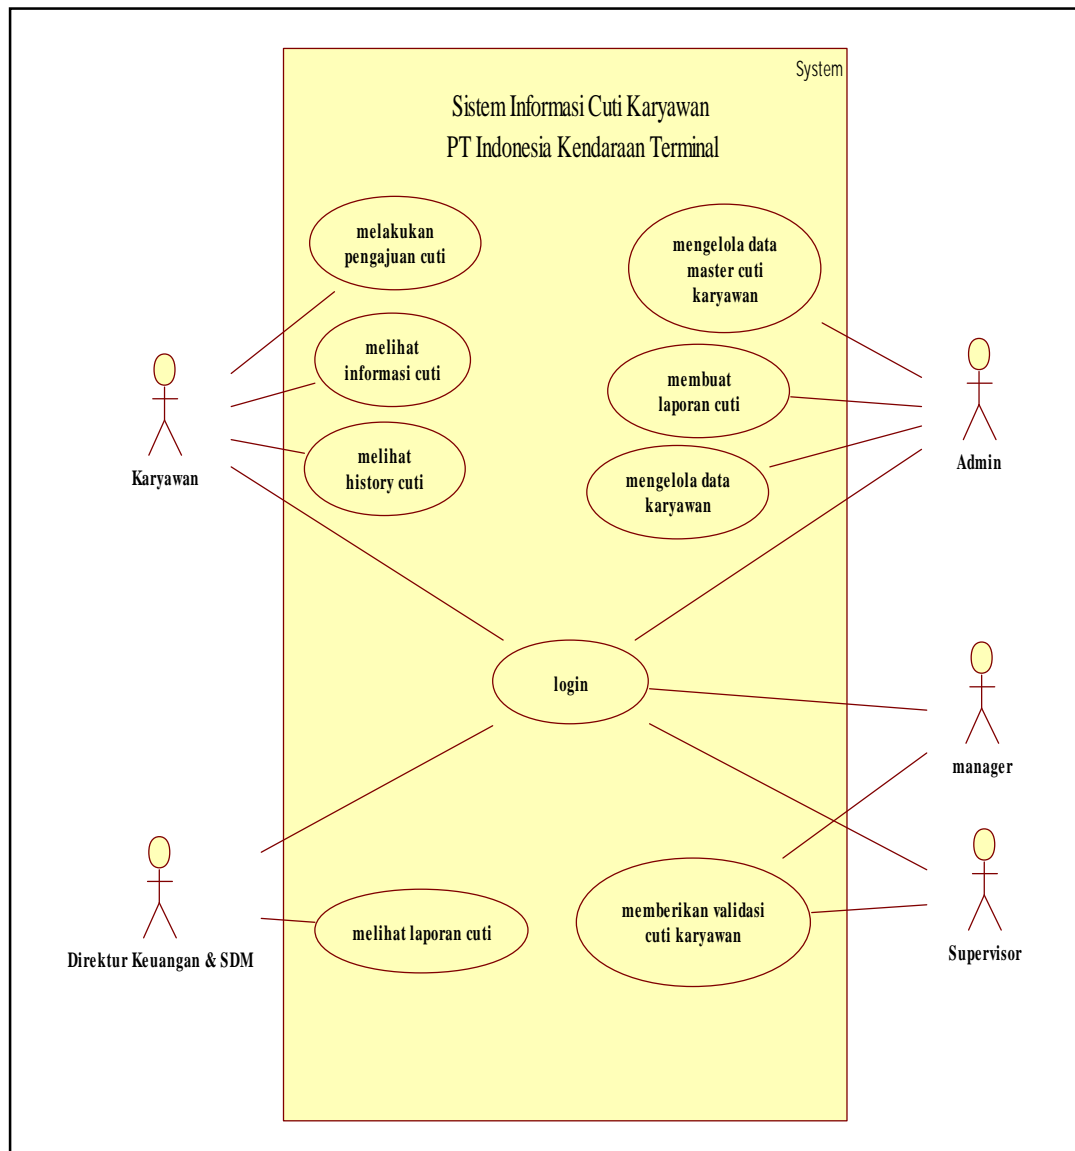 System
Sistem Informasi Cuti Karyawan
PT Indonesia Kendaraan Terminal
melakukan
pengajuan cuti
mengelola data
master cuti
karyawan
melihat
informasi cuti
membuat
laporan cuti
Karyawan
melihat
history cuti
Admin
mengelola data
karyawan
login
manager
memberikan validasi
cuti karyawan
melihat laporan cuti
Direktur Keuangan & SDM
Supervisor